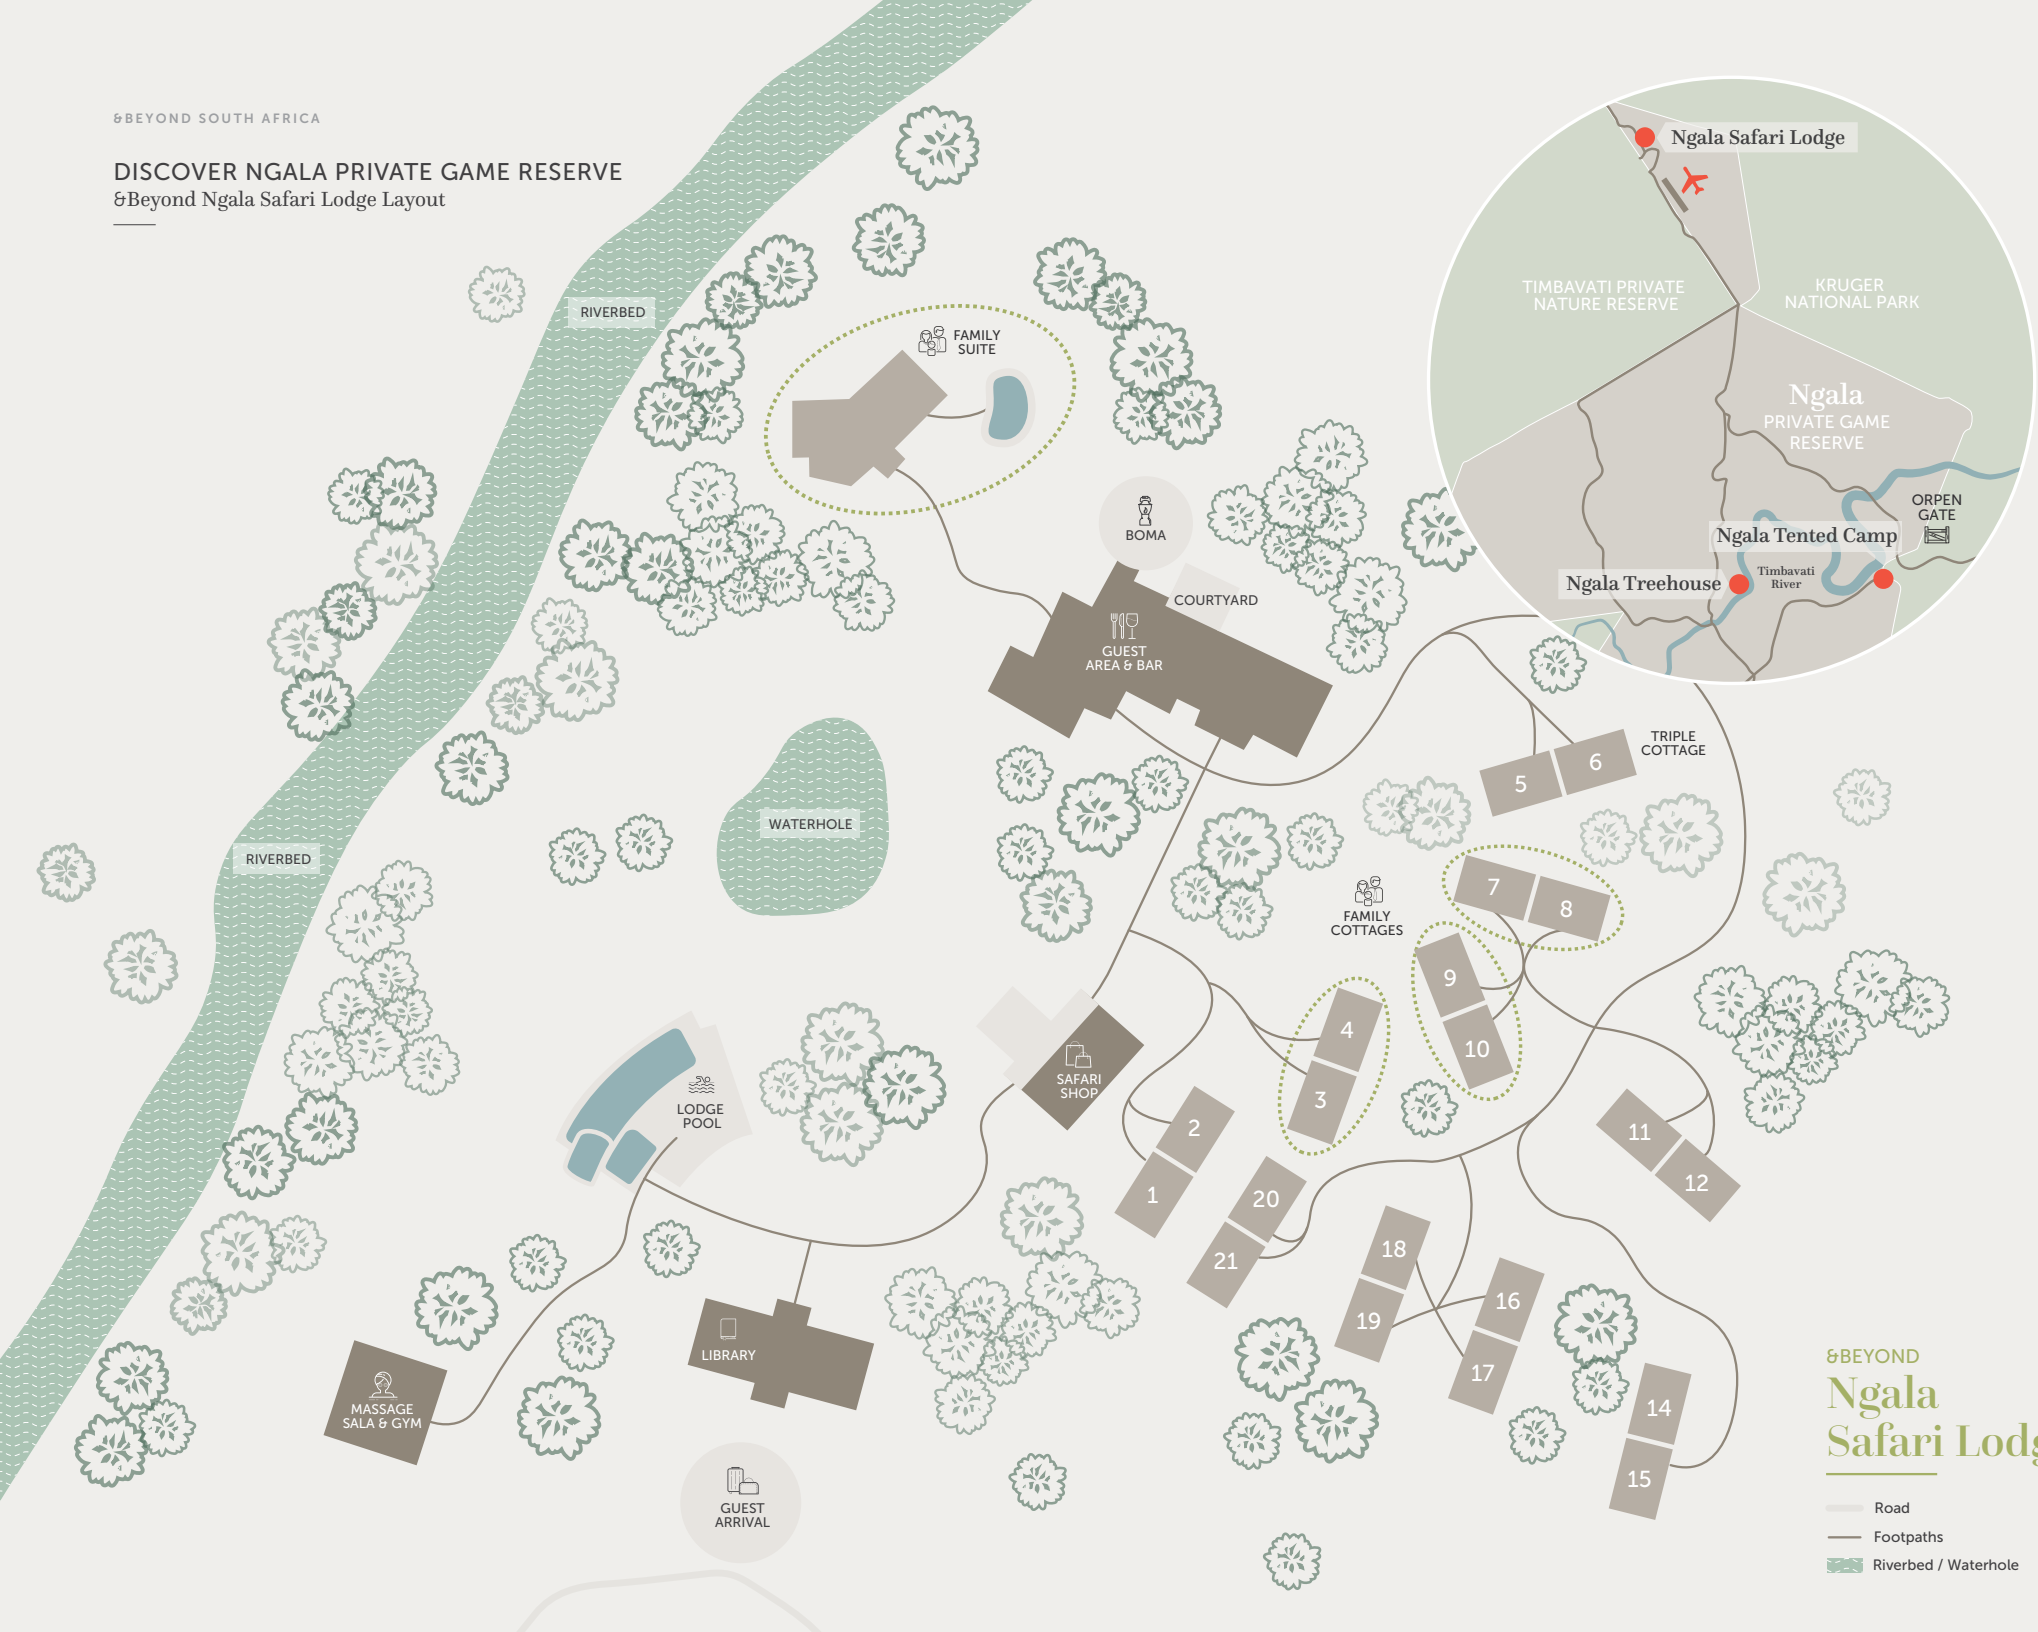 &BEYOND SOUTH AFRICA
DISCOVER NGALA PRIVATE GAME RESERVE
&Beyond Ngala Safari Lodge Layout
Ngala Safari Lodge
TIMBAVATI PRIVATE
NATURE RESERVE
KRUGER
NATIONAL PARK
Ngala
PRIVATE GAME
RESERVE
ORPEN
GATE
Ngala Tented Camp
Ngala Treehouse
Timbavati
River
RIVERBED
FAMILY
SUITE
BOMA
COURTYARD
GUEST
AREA & BAR
TRIPLE
COTTAGE
5
6
WATERHOLE
RIVERBED
7
8
FAMILY
COTTAGES
9
10
4
3
SAFARI
SHOP
LODGE
POOL
2
1
11
12
20
21
18
19
16
17
14
15
LIBRARY
MASSAGE
SALA & GYM
GUEST
ARRIVAL
&BEYOND
Ngala
Safari Lodg
Road
Footpaths
Riverbed / Waterhole